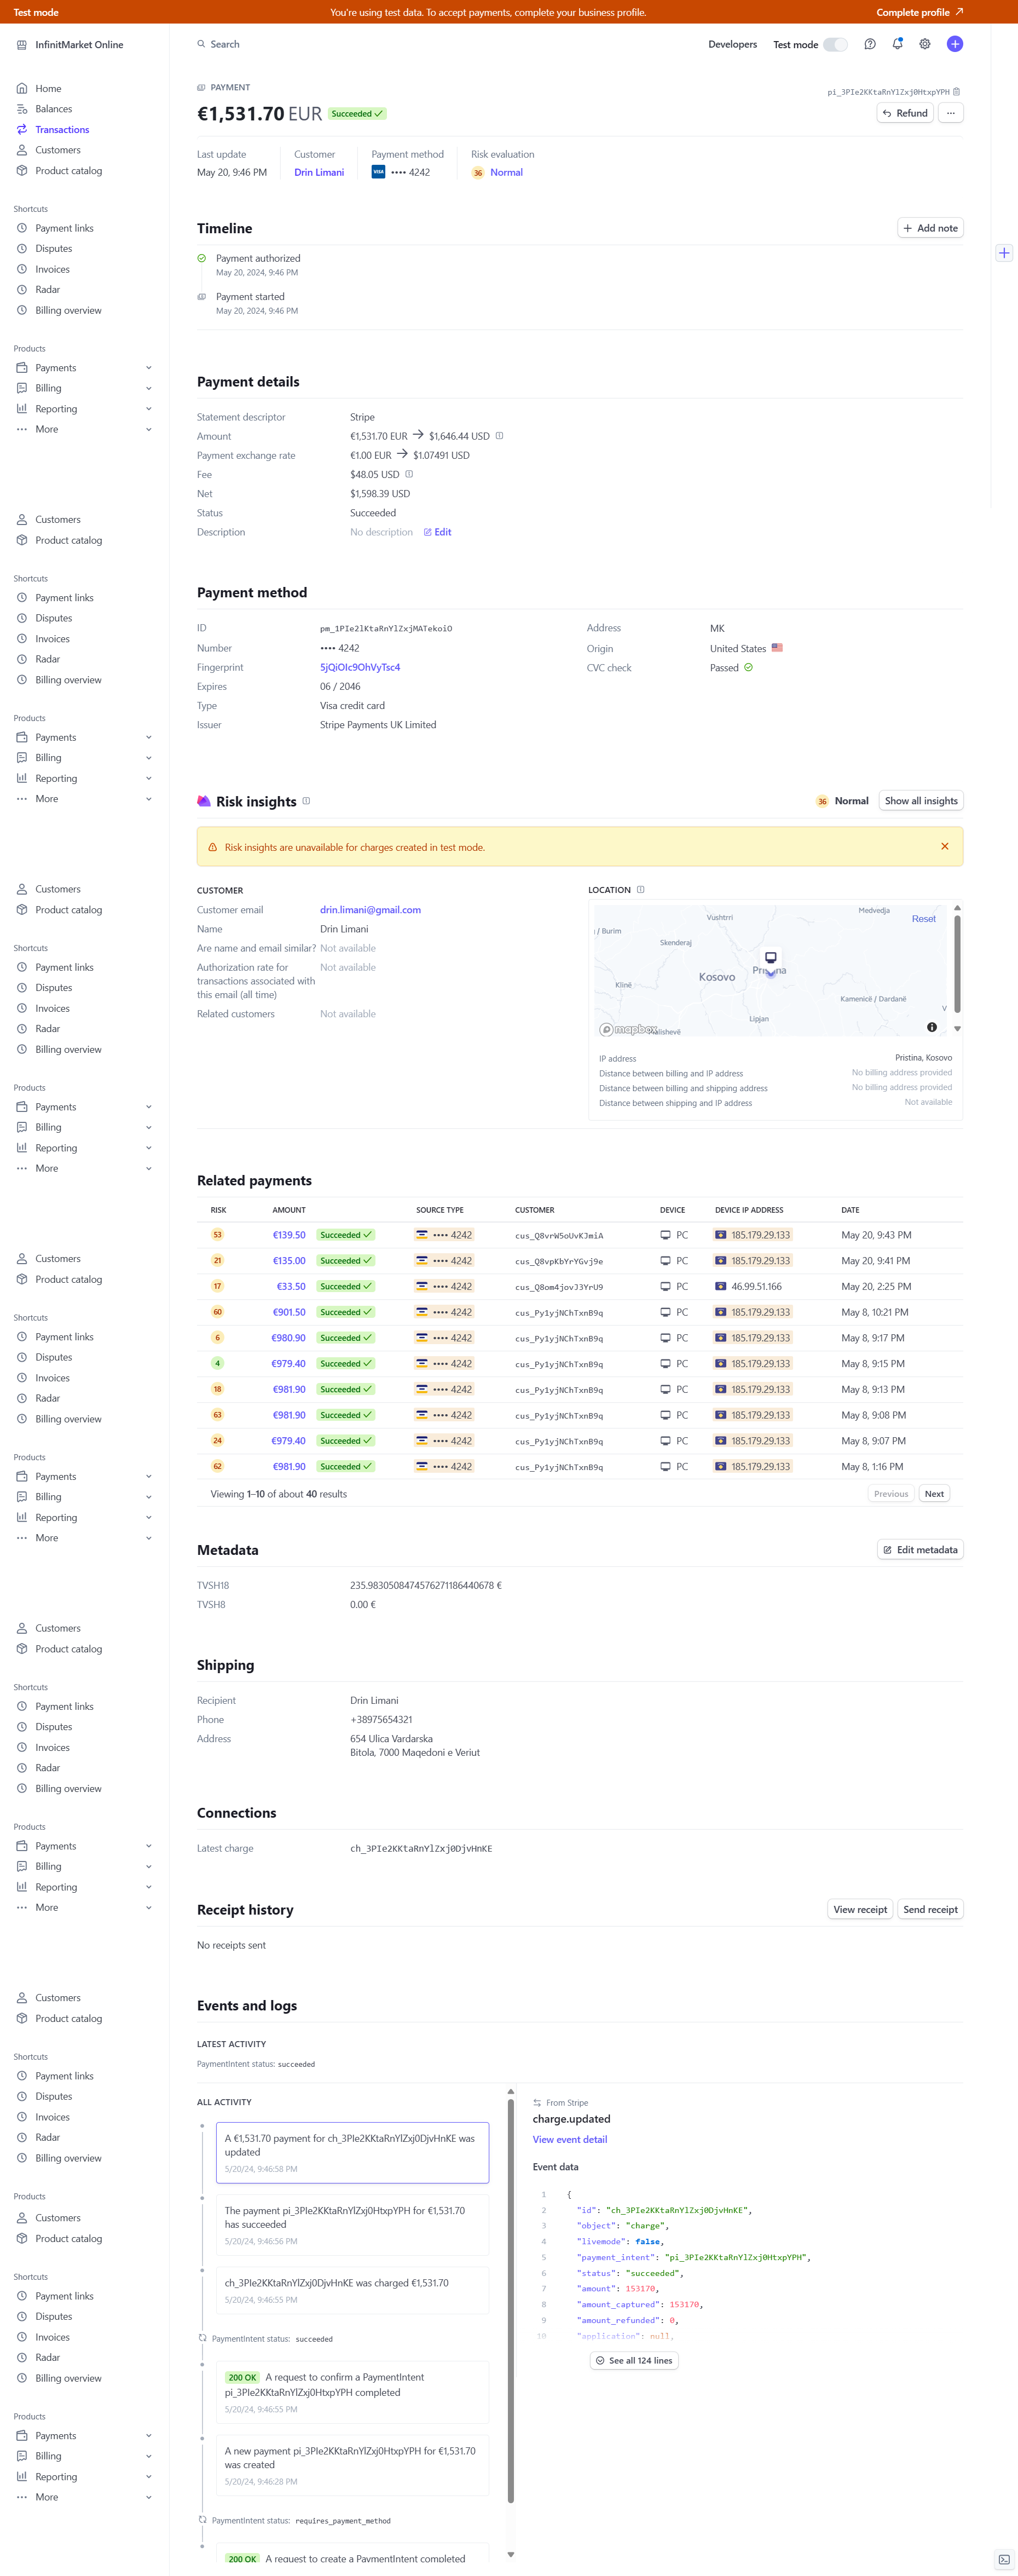 Test mode
You're using test data. To accept payments, complete your business profile.
Complete profile
InfinitMarket Online
Search
Developers
Test mode
Home
Balances
Transactions
Customers
Product catalog
Shortcuts
Payment links
Disputes
Invoices
Radar
Billing overview
Products
Payments
Billing
Reporting
More
Customers
Product catalog
Shortcuts
Payment links
Disputes
Invoices
Radar
Billing overview
Products
Payments
Billing
Reporting
More
Customers
Product catalog
Shortcuts
Payment links
Disputes
Invoices
Radar
Billing overview
Products
Payments
Billing
Reporting
More
Customers
Product catalog
Shortcuts
Payment links
Disputes
Invoices
Radar
Billing overview
Products
Payments
Billing
Reporting
More
Customers
Product catalog
Shortcuts
Payment links
Disputes
Invoices
Radar
Billing overview
Products
Payments
Billing
Reporting
More
Customers
Product catalog
Shortcuts
Payment links
Disputes
Invoices
Radar
Billing overview
Products
Customers
Product catalog
Shortcuts
Payment links
Disputes
Invoices
Radar
Billing overview
Products
Payments
Billing
Reporting
More
PAYMENT
pi_3PIe2KKtaRnYlZxj0HtxpYPH
€1,531.70 EUR Succeeded
Refund
Last update
May 20, 9:46 PM
Customer
Drin Limani
Payment method
VISA •••• 4242
Risk evaluation
36 Normal
Timeline
Add note
Payment authorized
May 20, 2024, 9:46 PM
Payment started
May 20, 2024, 9:46 PM
Payment details
Statement descriptor Stripe
Amount €1,531.70 EUR → $1,646.44 USD
Payment exchange rate €1.00 EUR → $1.07491 USD
Fee $48.05 USD
Net $1,598.39 USD
Status Succeeded
Description No description Edit
Payment method
ID pm_1PIe2lKtaRnYlZxjMATekoiO
Number •••• 4242
Fingerprint 5jQiOIc9OhVyTsc4
Expires 06 / 2046
Type Visa credit card
Issuer Stripe Payments UK Limited
Address MK
Origin United States
CVC check Passed
Risk insights
36 Normal Show all insights
Risk insights are unavailable for charges created in test mode.
CUSTOMER
Customer email drin.limani@gmail.com
Name Drin Limani
Are name and email similar? Not available
Authorization rate for Not available
transactions associated with
this email (all time)
Related customers Not available
LOCATION
Vushtrri
Medvedja
Reset
/ Burim
Skenderaj
Kosovo
Klinë
Kamenicë / Dardanë
Lipjan
mapbox
IP address Pristina, Kosovo
Distance between billing and IP address No billing address provided
Distance between billing and shipping address No billing address provided
Distance between shipping and IP address Not available
Related payments
RISK AMOUNT SOURCE TYPE CUSTOMER DEVICE DEVICE IP ADDRESS DATE
53 €139.50 Succeeded •••• 4242 cus_Q8vrW5oUvKJmiA PC 185.179.29.133 May 20, 9:43 PM
21 €135.00 Succeeded •••• 4242 cus_Q8vpKbYrYGvj9e PC 185.179.29.133 May 20, 9:41 PM
17 €33.50 Succeeded •••• 4242 cus_Q8om4jovJ3YrU9 PC 46.99.51.166 May 20, 2:25 PM
60 €901.50 Succeeded •••• 4242 cus_Py1yjNChTxnB9q PC 185.179.29.133 May 8, 10:21 PM
6 €980.90 Succeeded •••• 4242 cus_Py1yjNChTxnB9q PC 185.179.29.133 May 8, 9:17 PM
4 €979.40 Succeeded •••• 4242 cus_Py1yjNChTxnB9q PC 185.179.29.133 May 8, 9:15 PM
18 €981.90 Succeeded •••• 4242 cus_Py1yjNChTxnB9q PC 185.179.29.133 May 8, 9:13 PM
63 €981.90 Succeeded •••• 4242 cus_Py1yjNChTxnB9q PC 185.179.29.133 May 8, 9:08 PM
24 €979.40 Succeeded •••• 4242 cus_Py1yjNChTxnB9q PC 185.179.29.133 May 8, 9:07 PM
62 €981.90 Succeeded •••• 4242 cus_Py1yjNChTxnB9q PC 185.179.29.133 May 8, 1:16 PM
Viewing 1–10 of about 40 results
Previous Next
Metadata
Edit metadata
TVSH18 235.9830508474576271186440678 €
TVSH8 0.00 €
Shipping
Recipient Drin Limani
Phone +38975654321
Address 654 Ulica Vardarska
Bitola, 7000 Maqedoni e Veriut
Connections
Latest charge ch_3PIe2KKtaRnYlZxj0DjvHnKE
Receipt history
View receipt Send receipt
No receipts sent
Events and logs
LATEST ACTIVITY
PaymentIntent status: succeeded
ALL ACTIVITY
A €1,531.70 payment for ch_3PIe2KKtaRnYlZxj0DjvHnKE was
updated
5/20/24, 9:46:58 PM
The payment pi_3PIe2KKtaRnYlZxj0HtxpYPH for €1,531.70
has succeeded
5/20/24, 9:46:56 PM
ch_3PIe2KKtaRnYlZxj0DjvHnKE was charged €1,531.70
5/20/24, 9:46:55 PM
PaymentIntent status: succeeded
200 OK A request to confirm a PaymentIntent
pi_3PIe2KKtaRnYlZxj0HtxpYPH completed
5/20/24, 9:46:55 PM
A new payment pi_3PIe2KKtaRnYlZxj0HtxpYPH for €1,531.70
was created
5/20/24, 9:46:28 PM
PaymentIntent status: requires_payment_method
200 OK A request to create a PaymentIntent completed
From Stripe
charge.updated
View event detail
Event data
1 {
2 "id": "ch_3PIe2KKtaRnYlZxj0DjvHnKE",
3 "object": "charge",
4 "livemode": false,
5 "payment_intent": "pi_3PIe2KKtaRnYlZxj0HtxpYPH",
6 "status": "succeeded",
7 "amount": 153170,
8 "amount_captured": 153170,
9 "amount_refunded": 0,
10 "application": null,
See all 124 lines